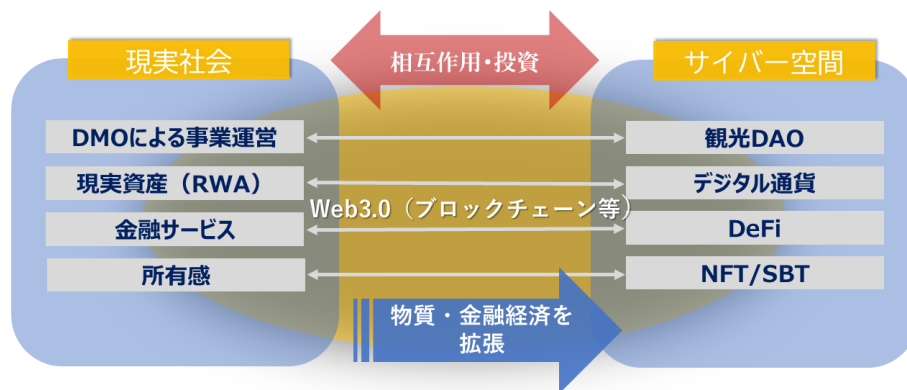 現実社会
相互作用・投資
サイバー空間
DMOによる事業運営
観光DAO
現実資産（RWA）
デジタル通貨
Web3.0（ブロックチェーン等）
金融サービス
DeFi
所有感
NFT/SBT
物質・金融経済を
拡張